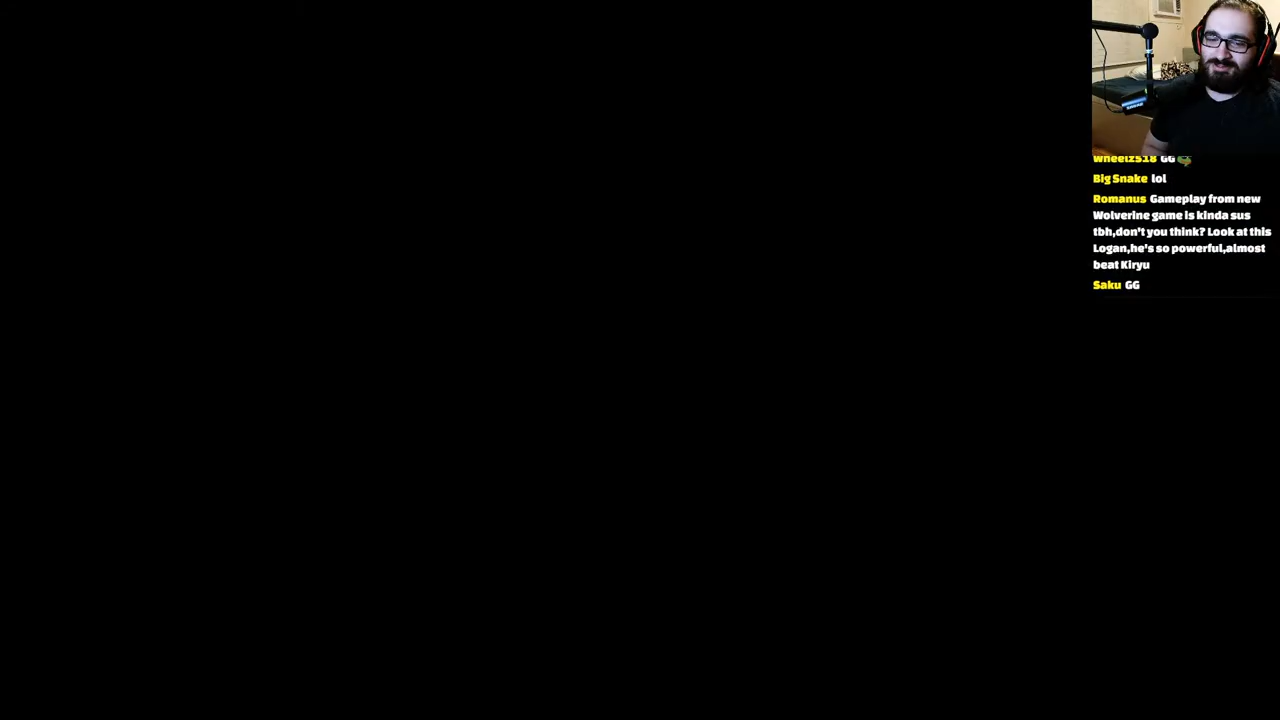 wheelz518 GG
Big Snake lol
Romanus Gameplay from new
Wolverine game is kinda sus
tbh,don't you think? Look at this
Logan,he's so powerful,almost
beat Kiryu
Saku GG